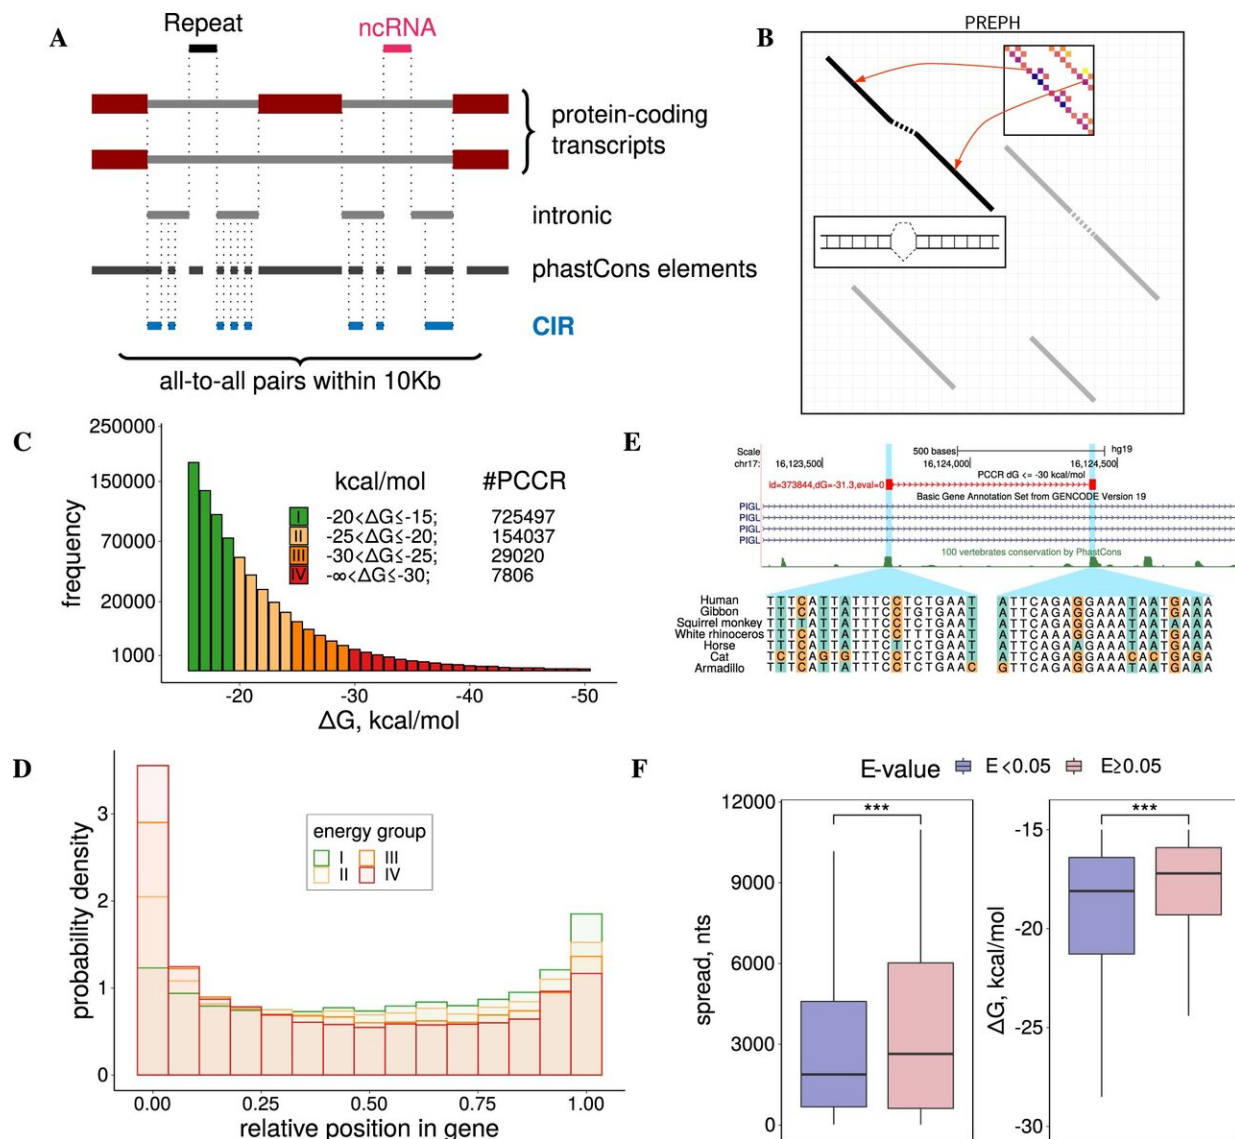 A
Repeat
ncRNA
protein-coding
transcripts
intronic
phastCons elements
CIR
all-to-all pairs within 10Kb
B
PREPH
C
frequency
250000
150000
70000
20000
1000
kcal/mol #PCCR
I -20<ΔG≤-15; 725497
II -25<ΔG≤-20; 154037
III -30<ΔG≤-25; 29020
IV -∞<ΔG≤-30; 7806
-20 -30 -40 -50
ΔG, kcal/mol
E
Scale 500 bases hg19
chr17: 16,123,500 16,124,000 16,124,500
PCCR dG <= -30 kcal/mol
id=373844,dG=-31.3,eval=0
Basic Gene Annotation Set from GENCODE Version 19
PIGL
PIGL
PIGL
PIGL
100 vertebrates conservation by PhastCons
Human TTCATTATTTCCTCTGAAT ATTCAGAGGAAATAATGAAA
Gibbon
Squirrel monkey
White rhinoceros
Horse
Cat
Armadillo
D
probability density
3
2
1
0
energy group
I III
II IV
0.00 0.25 0.50 0.75 1.00
relative position in gene
F
E-value E<0.05 E≥0.05
spread, nts
12000
9000
6000
3000
0
***
ΔG, kcal/mol
-15
-20
-25
-30
***